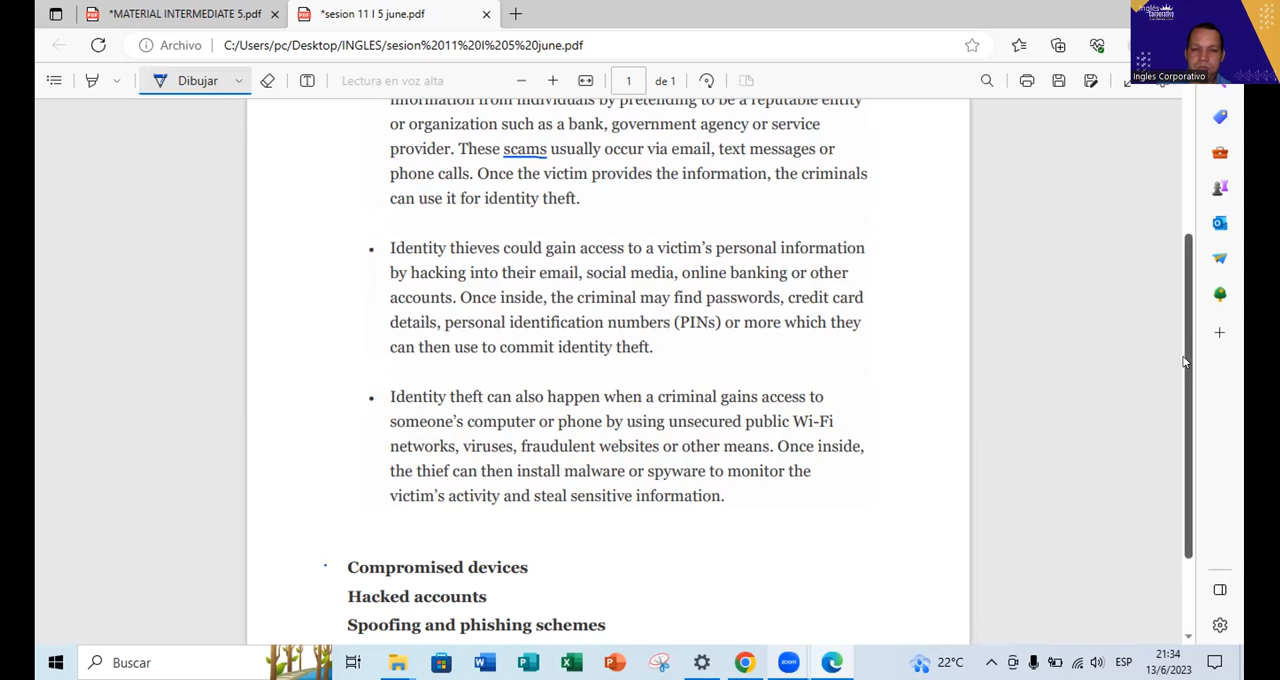 *MATERIAL INTERMEDIATE 5.pdf
*sesion 11 I 5 june.pdf
Archivo
C:/Users/pc/Desktop/INGLES/sesion%2011%20I%205%20june.pdf
Dibujar
Lectura en voz alta
1
de 1
Inglés
Corporativo
Ingles Corporativo
information from individuals by pretending to be a reputable entity
or organization such as a bank, government agency or service
provider. These scams usually occur via email, text messages or
phone calls. Once the victim provides the information, the criminals
can use it for identity theft.
• Identity thieves could gain access to a victim’s personal information
by hacking into their email, social media, online banking or other
accounts. Once inside, the criminal may find passwords, credit card
details, personal identification numbers (PINs) or more which they
can then use to commit identity theft.
• Identity theft can also happen when a criminal gains access to
someone’s computer or phone by using unsecured public Wi-Fi
networks, viruses, fraudulent websites or other means. Once inside,
the thief can then install malware or spyware to monitor the
victim’s activity and steal sensitive information.
Compromised devices
Hacked accounts
Spoofing and phishing schemes
Buscar
22°C
ESP
21:34
13/6/2023